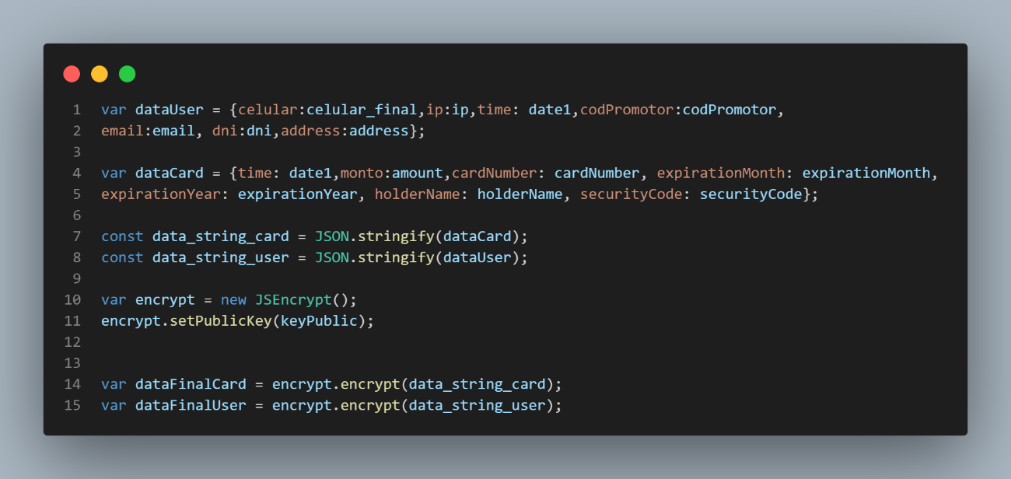 1 var dataUser = {celular:celular_final,ip:ip,time: date1,codPromotor:codPromotor,
2 email:email, dni:dni,address:address};
3
4 var dataCard = {time: date1,monto:amount,cardNumber: cardNumber, expirationMonth: expirationMonth,
5 expirationYear: expirationYear, holderName: holderName, securityCode: securityCode};
6
7 const data_string_card = JSON.stringify(dataCard);
8 const data_string_user = JSON.stringify(dataUser);
9
10 var encrypt = new JSEncrypt();
11 encrypt.setPublicKey(keyPublic);
12
13
14 var dataFinalCard = encrypt.encrypt(data_string_card);
15 var dataFinalUser = encrypt.encrypt(data_string_user);